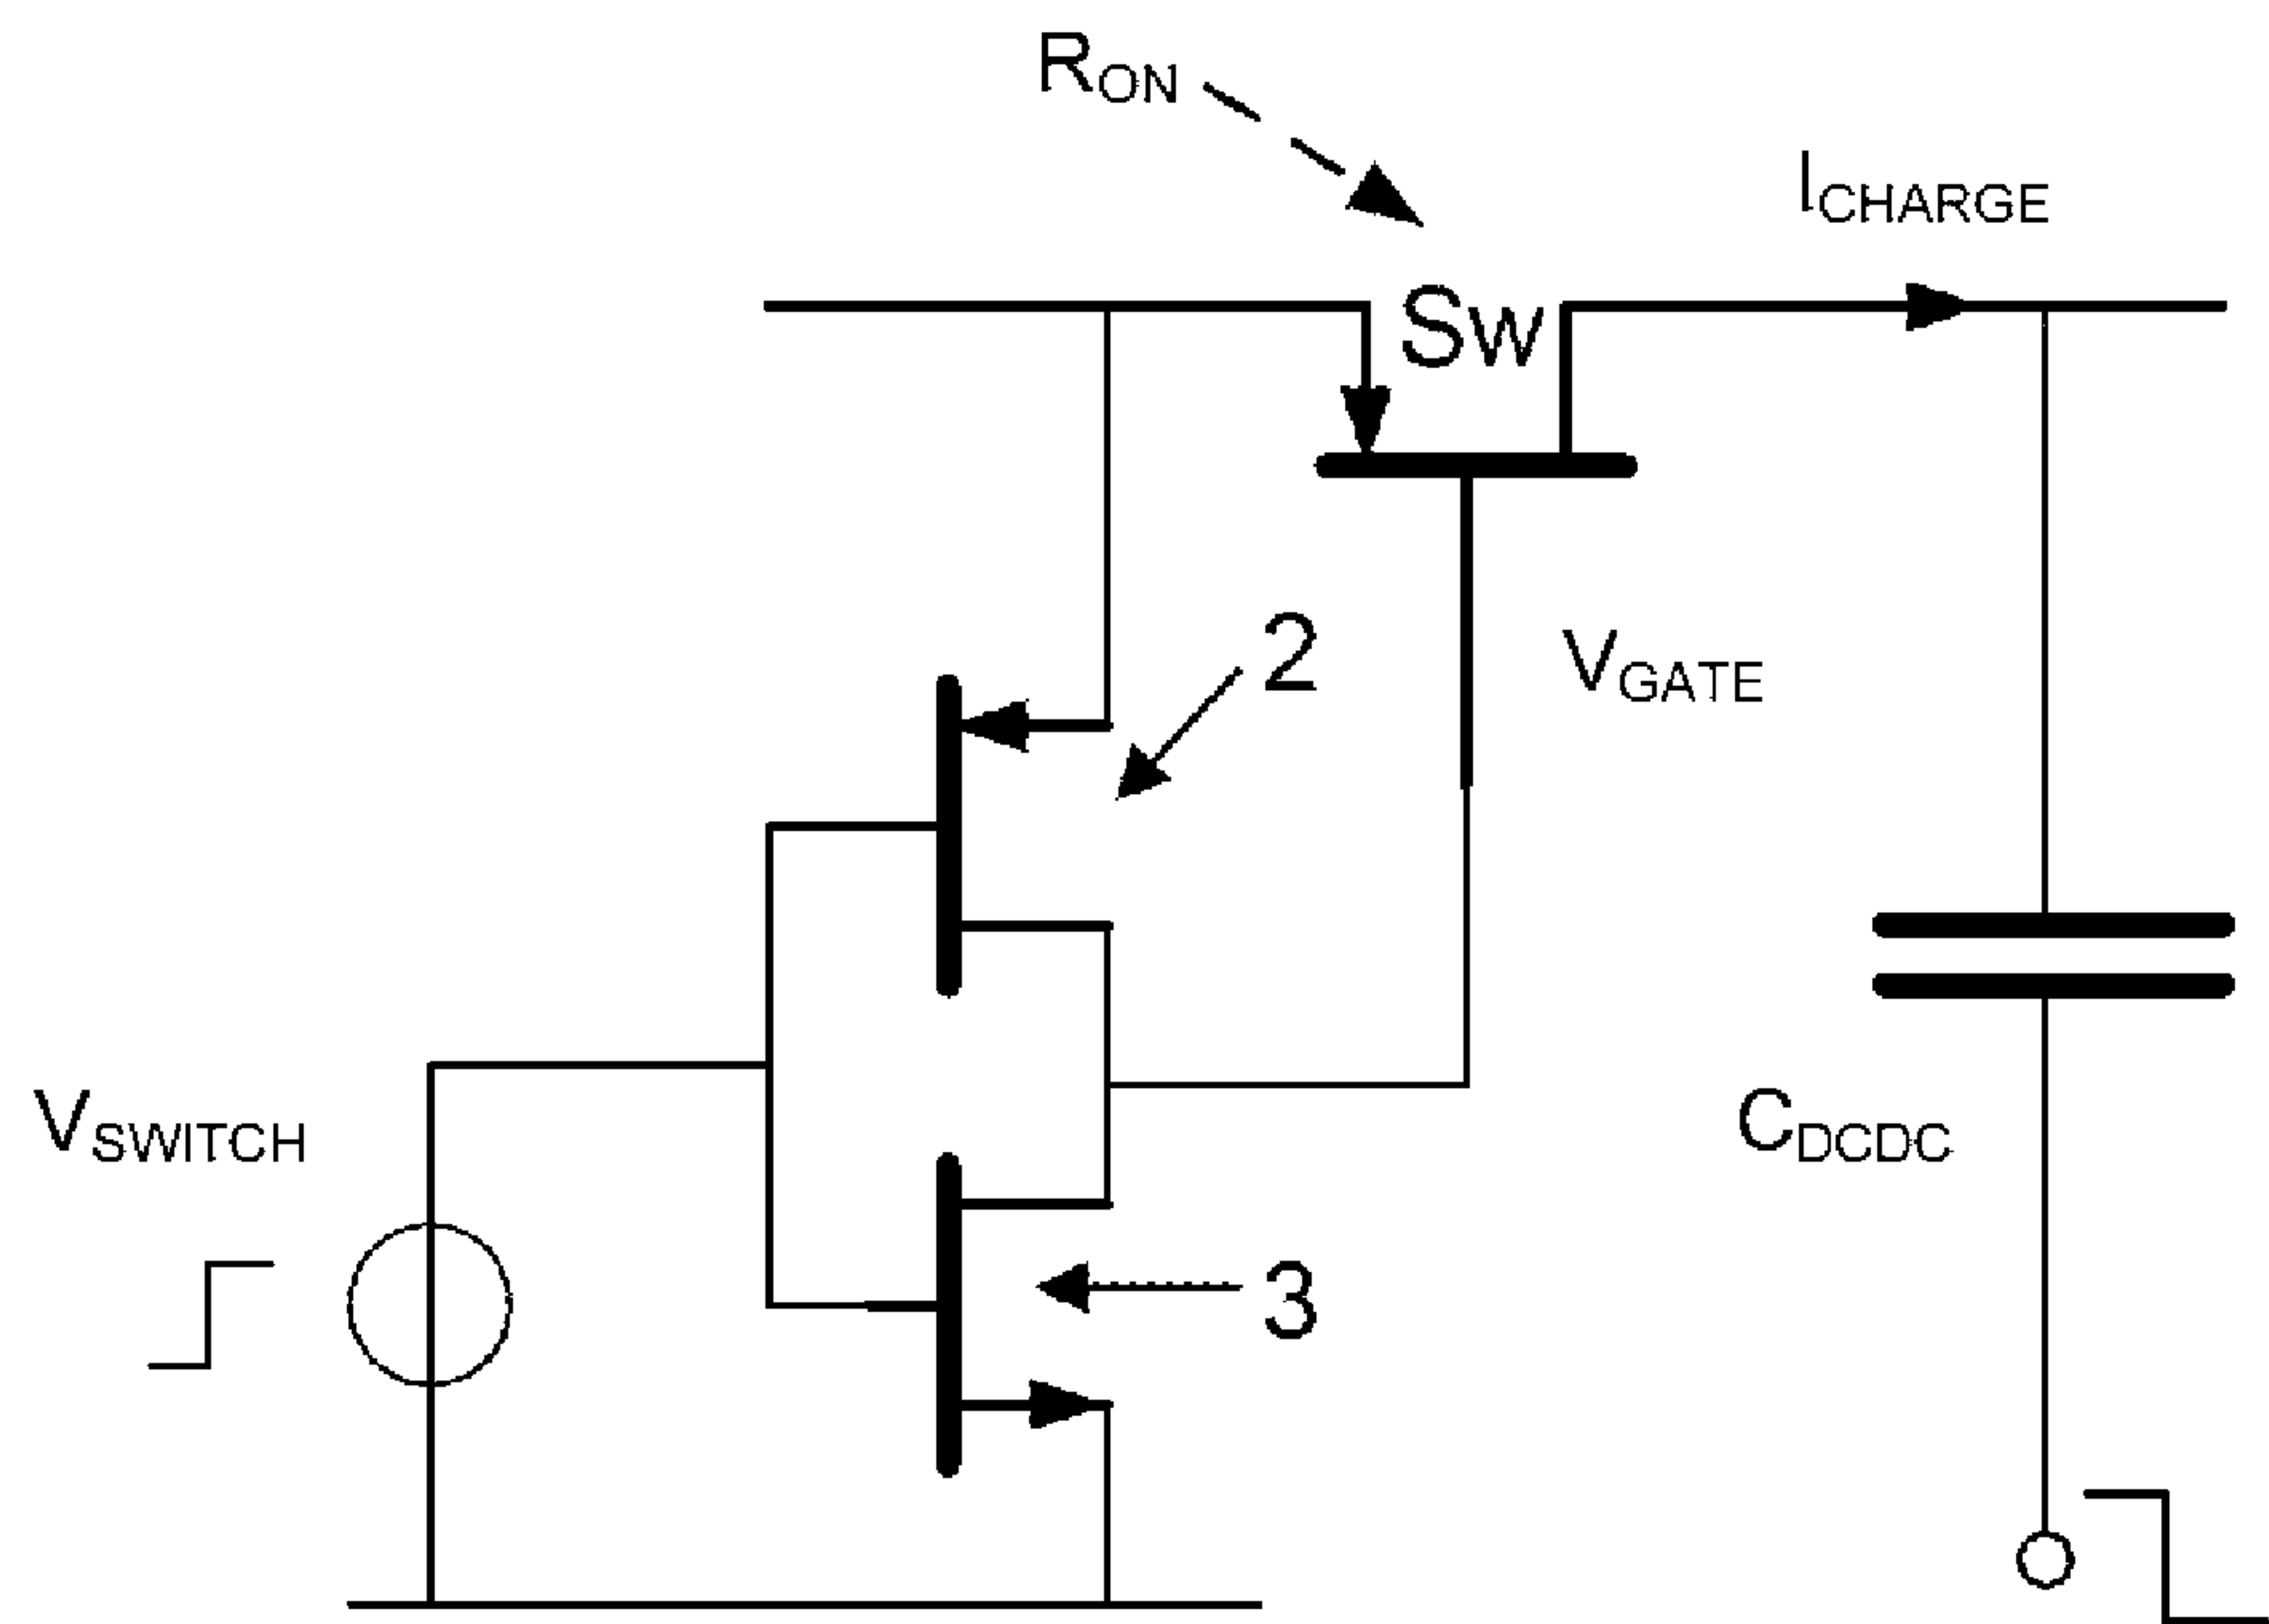 RON
ICHARGE
SW
2
VGATE
VSWITCH
CDCDC
3